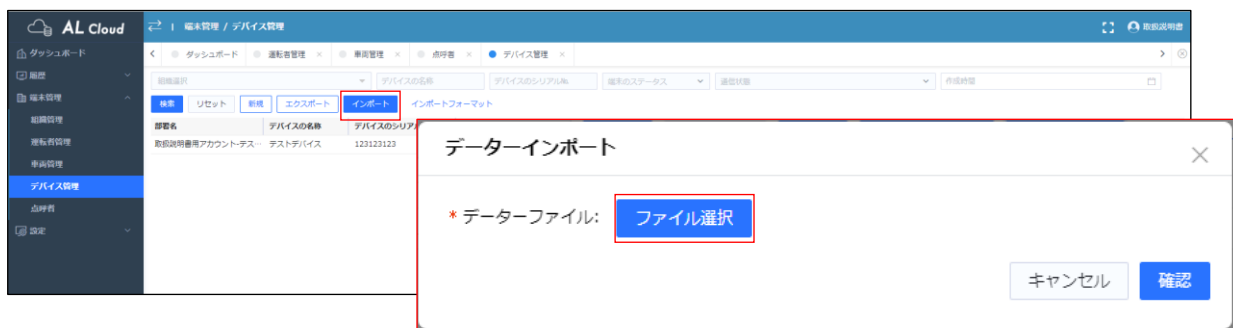 AL Cloud
端末管理 / デバイス管理
取扱説明書
ダッシュボード
履歴
端末管理
組織管理
運転者管理
車両管理
デバイス管理
点呼者
設定
ダッシュボード
運転者管理
車両管理
点呼者
デバイス管理
組織選択
デバイスの名称
デバイスのシリアル№
端末のステータス
通信状態
作成時間
検索
リセット
新規
エクスポート
インポート
インポートフォーマット
部署名
デバイスの名称
デバイスのシリア
取扱説明書用アカウント-テス…
テストデバイス
123123123
データーインポート
* データーファイル:
ファイル選択
キャンセル
確認